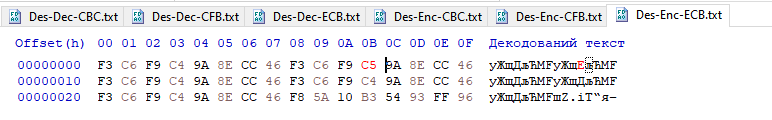 Des-Dec-CBC.txt Des-Dec-CFB.txt Des-Dec-ECB.txt Des-Enc-CBC.txt Des-Enc-CFB.txt Des-Enc-ECB.txt
Offset(h) 00 01 02 03 04 05 06 07 08 09 0A 0B 0C 0D 0E 0F Декодований текст
00000000 F3 C6 F9 C4 9A 8E CC 46 F3 C6 F9 C5 9A 8E CC 46 уЖщДљЋМFуЖщЕљЋМF
00000010 F3 C6 F9 C4 9A 8E CC 46 F3 C6 F9 C4 9A 8E CC 46 уЖщДљЋМFуЖщДљЋМF
00000020 F3 C6 F9 C4 9A 8E CC 46 F8 5A 10 B3 54 93 FF 96 уЖщДљЋМFшZ.іT“я–